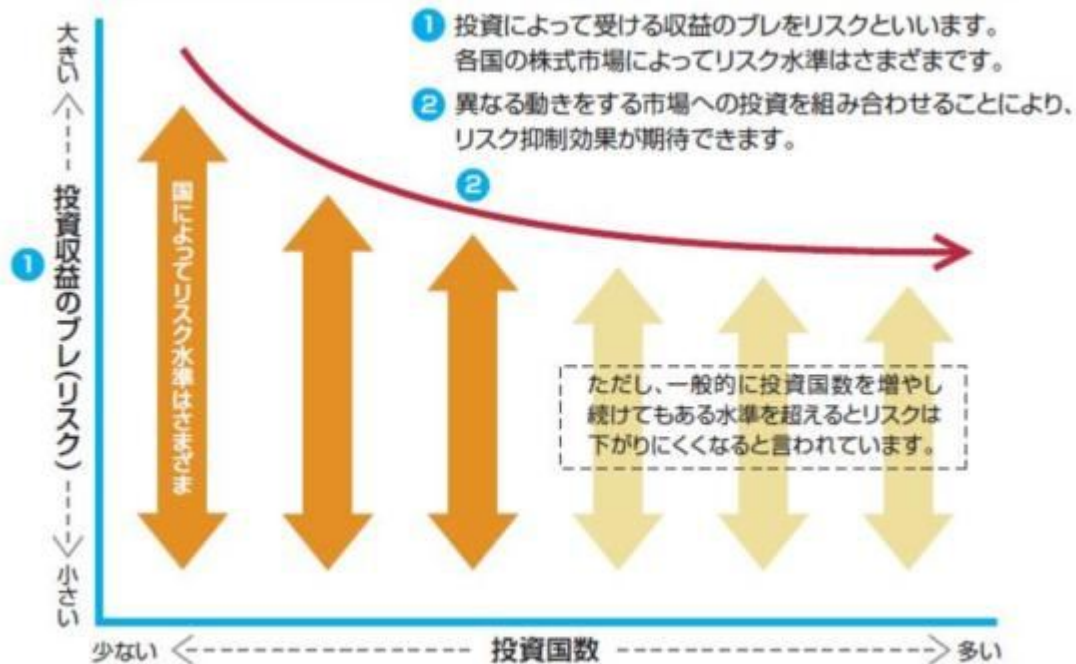 ❶ 投資によって受ける収益のブレをリスクといいます。
各国の株式市場によってリスク水準はさまざまです。
❷ 異なる動きをする市場への投資を組み合わせることにより、
リスク抑制効果が期待できます。
大きい
❶ 投資収益のブレ(リスク)
小さい
❷
国によってリスク水準はさまざま
ただし、一般的に投資国数を増やし
続けてもある水準を超えるとリスクは
下がりにくくなると言われています。
少ない 投資国数 多い